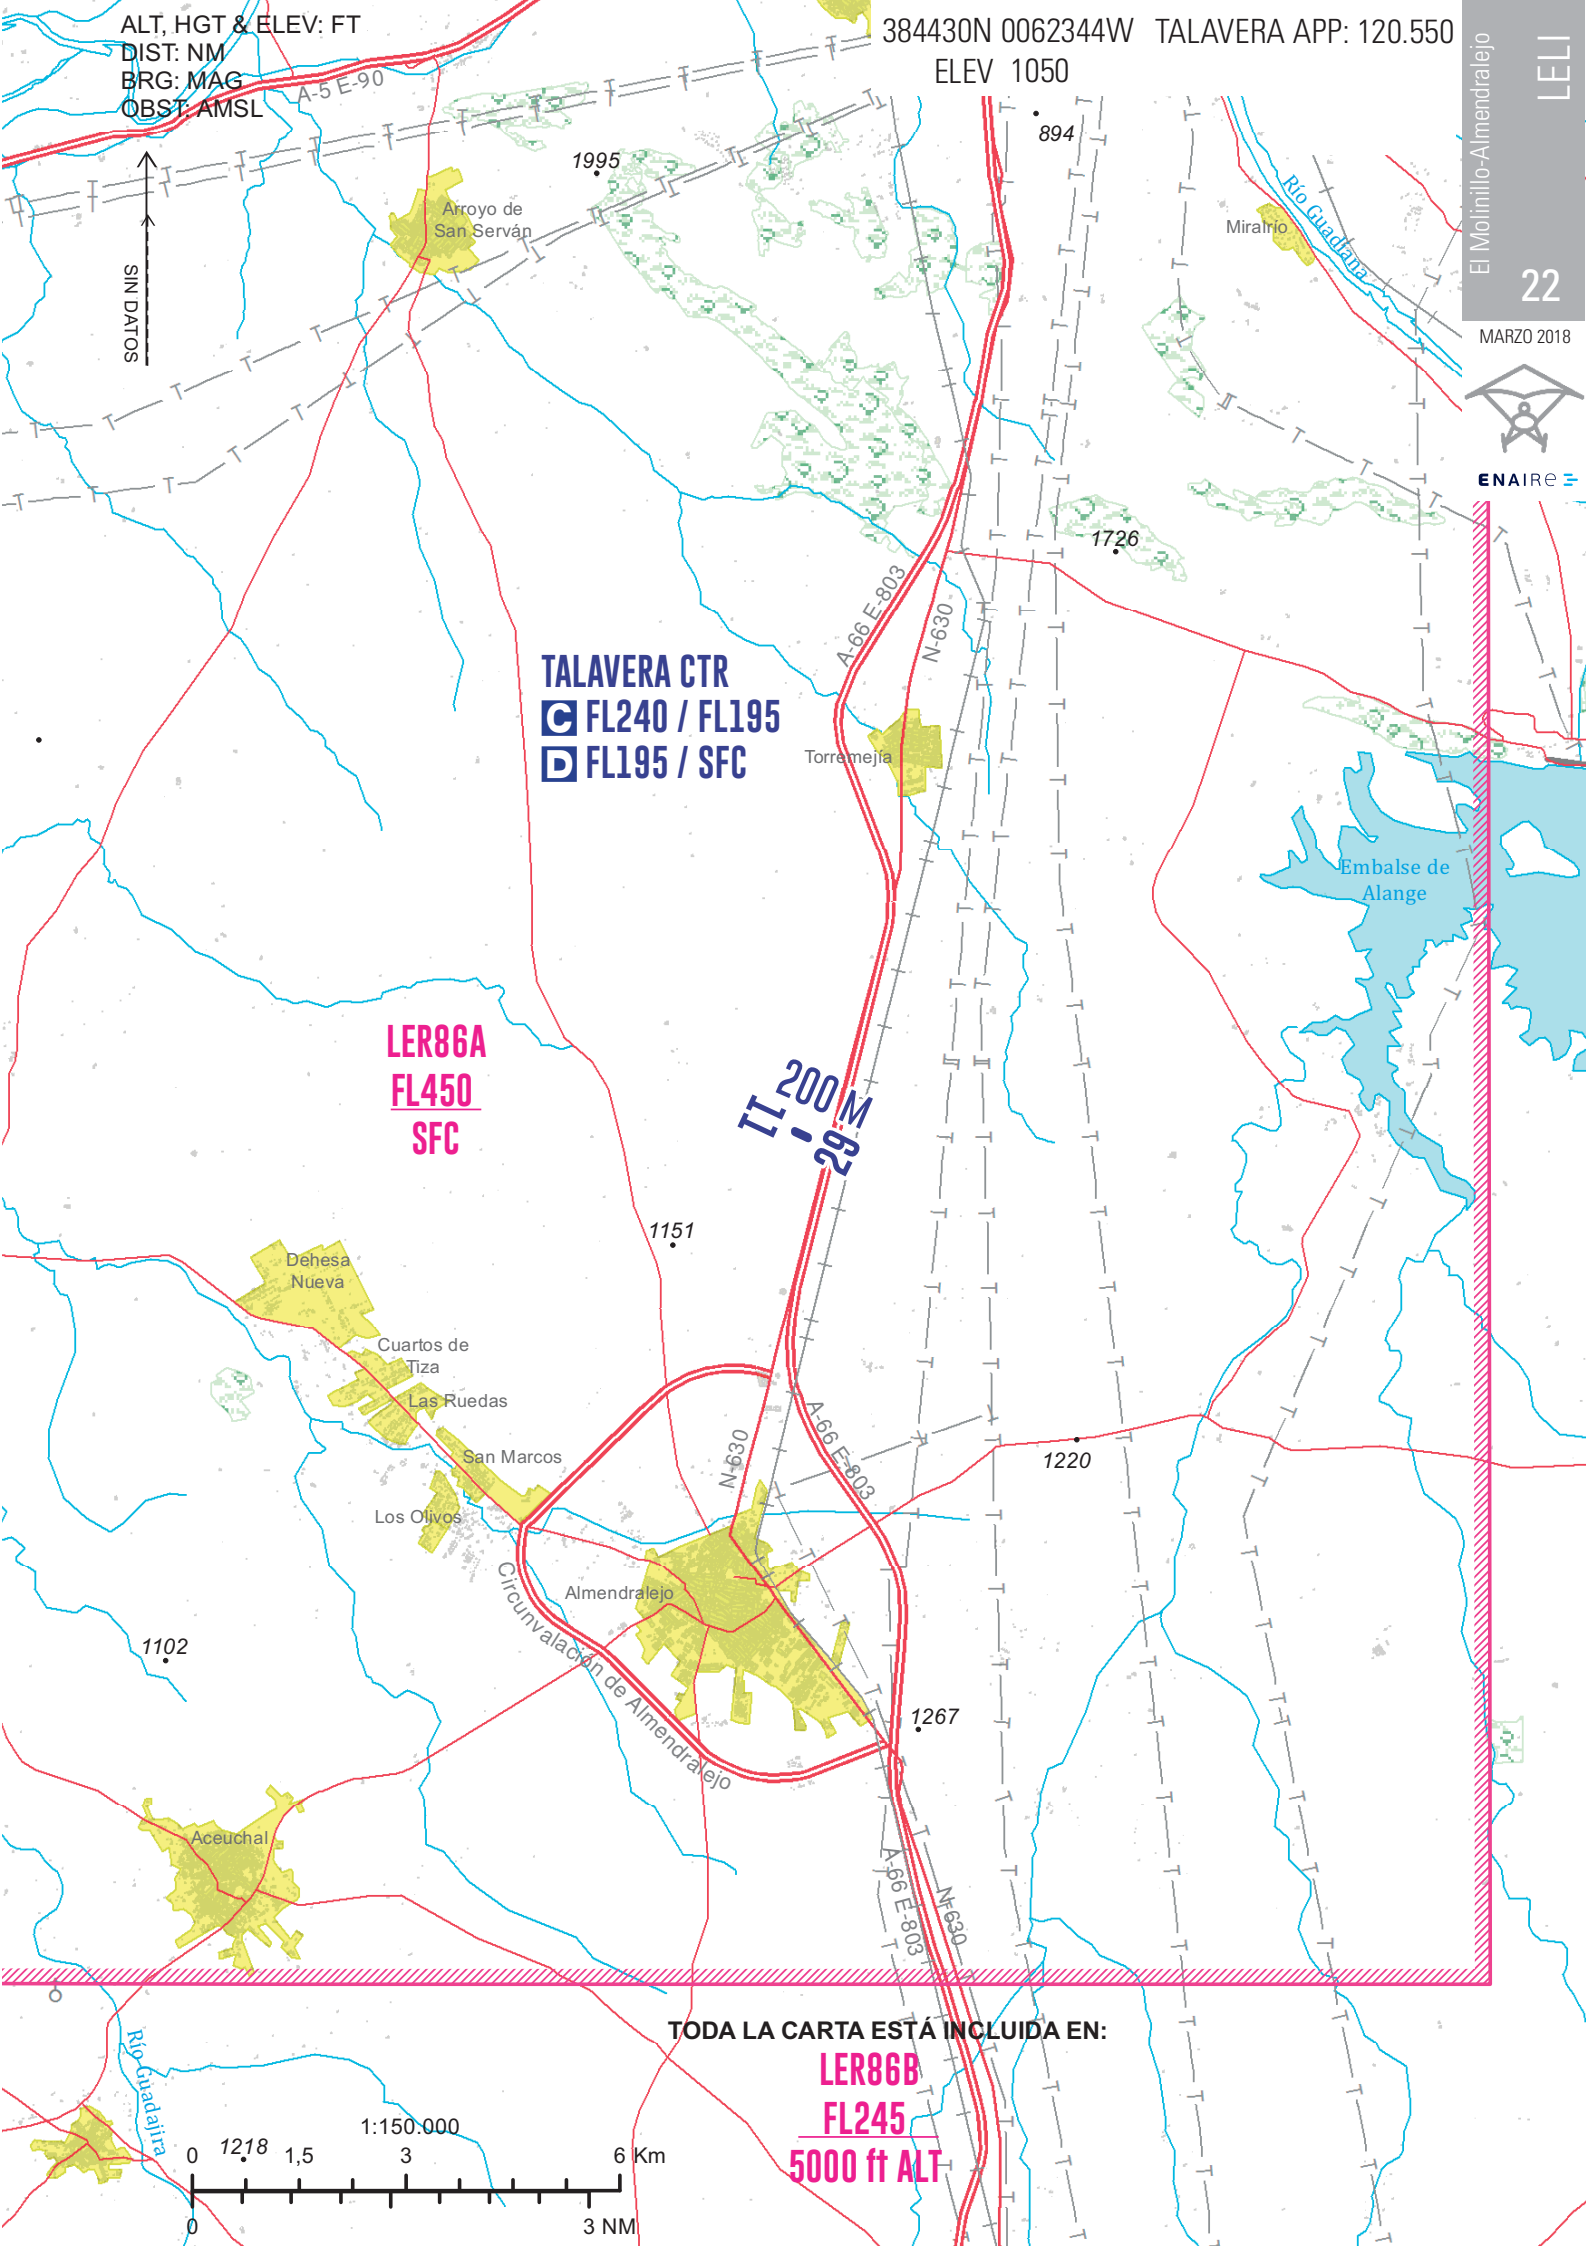 ALT, HGT & ELEV: FT
DIST: NM
BRG: MAG
OBST: AMSL
384430N 0062344W TALAVERA APP: 120.550
ELEV 1050
El Molinillo-Almendralejo
LELI
22
MARZO 2018
ENAIRe
SIN DATOS
A-5 E-90
894
1995
Arroyo de
San Serván
Miralrío
Río Guadiana
1726
A-66 E-803
N-630
TALAVERA CTR
C FL240 / FL195
D FL195 / SFC
Torremejía
Embalse de
Alange
LER86A
FL450
SFC
200 M
11 - 29
1151
Dehesa
Nueva
Cuartos de
Tiza
Las Ruedas
San Marcos
Los Olivos
N-630
A-66 E-803
1220
Almendralejo
Circunvalación de Almendralejo
1102
1267
Aceuchal
A-66 E-803
N-630
TODA LA CARTA ESTÁ INCLUIDA EN:
LER86B
FL245
5000 ft ALT
Río Guadajira
1218
1:150.000
0 1,5 3 6 Km
0 3 NM